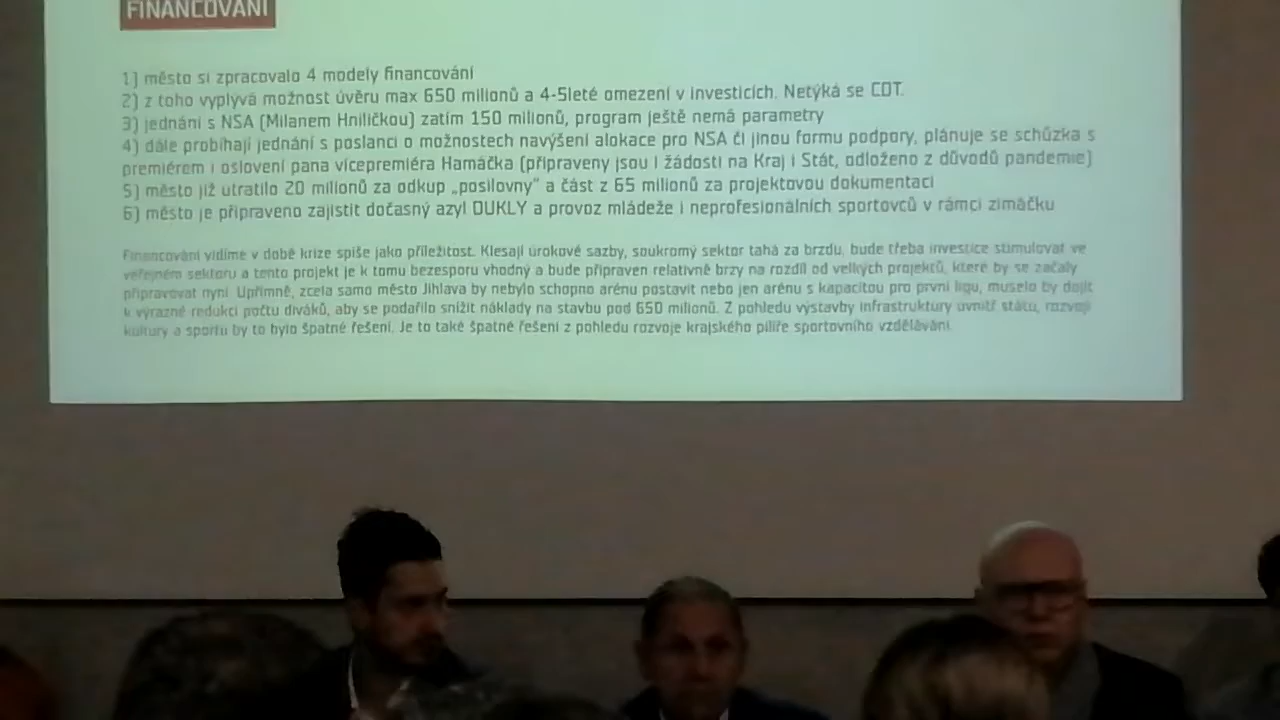 FINANCOVÁNÍ
1) město si zpracovalo 4 modely financování
2) z toho vyplývá možnost úvěru max 650 milionů a 4-5leté omezení v investicích. Netýká se CDT.
3) jednání s NSA (Milanem Hniličkou) zatím 150 milionů, program ještě nemá parametry
4) dále probíhají jednání s poslanci o možnostech navýšení alokace pro NSA či jinou formu podpory, plánuje se schůzka s
premiérem i oslovení pana vícepremiéra Hamáčka (připraveny jsou i žádosti na Kraj i Stát, odloženo z důvodů pandemie)
5) město již utratilo 20 milionů za odkup „posilovny“ a část z 65 milionů za projektovou dokumentaci
6) město je připraveno zajistit dočasný azyl DUKLY a provoz mládeže i neprofesionálních sportovců v rámci zimáčku
Financování vidíme v době krize spíše jako příležitost. Klesají úrokové sazby, soukromý sektor tahá za brzdu, bude třeba investice stimulovat ve
veřejném sektoru a tento projekt je k tomu bezesporu vhodný a bude připraven relativně brzy na rozdíl od velkých projektů, které by se začaly
připravovat nyní. Upřímně, zcela samo město Jihlava by nebylo schopno arénu postavit nebo jen arénu s kapacitou pro první ligu, muselo by dojít
k výrazné redukci počtu diváků, aby se podařilo snížit náklady na stavbu pod 650 milionů. Z pohledu výstavby infrastruktury uvnitř státu, rozvoji
kultury a sportu by to bylo špatné řešení. Je to také špatné řešení z pohledu rozvoje krajského pilíře sportovního vzdělávání.